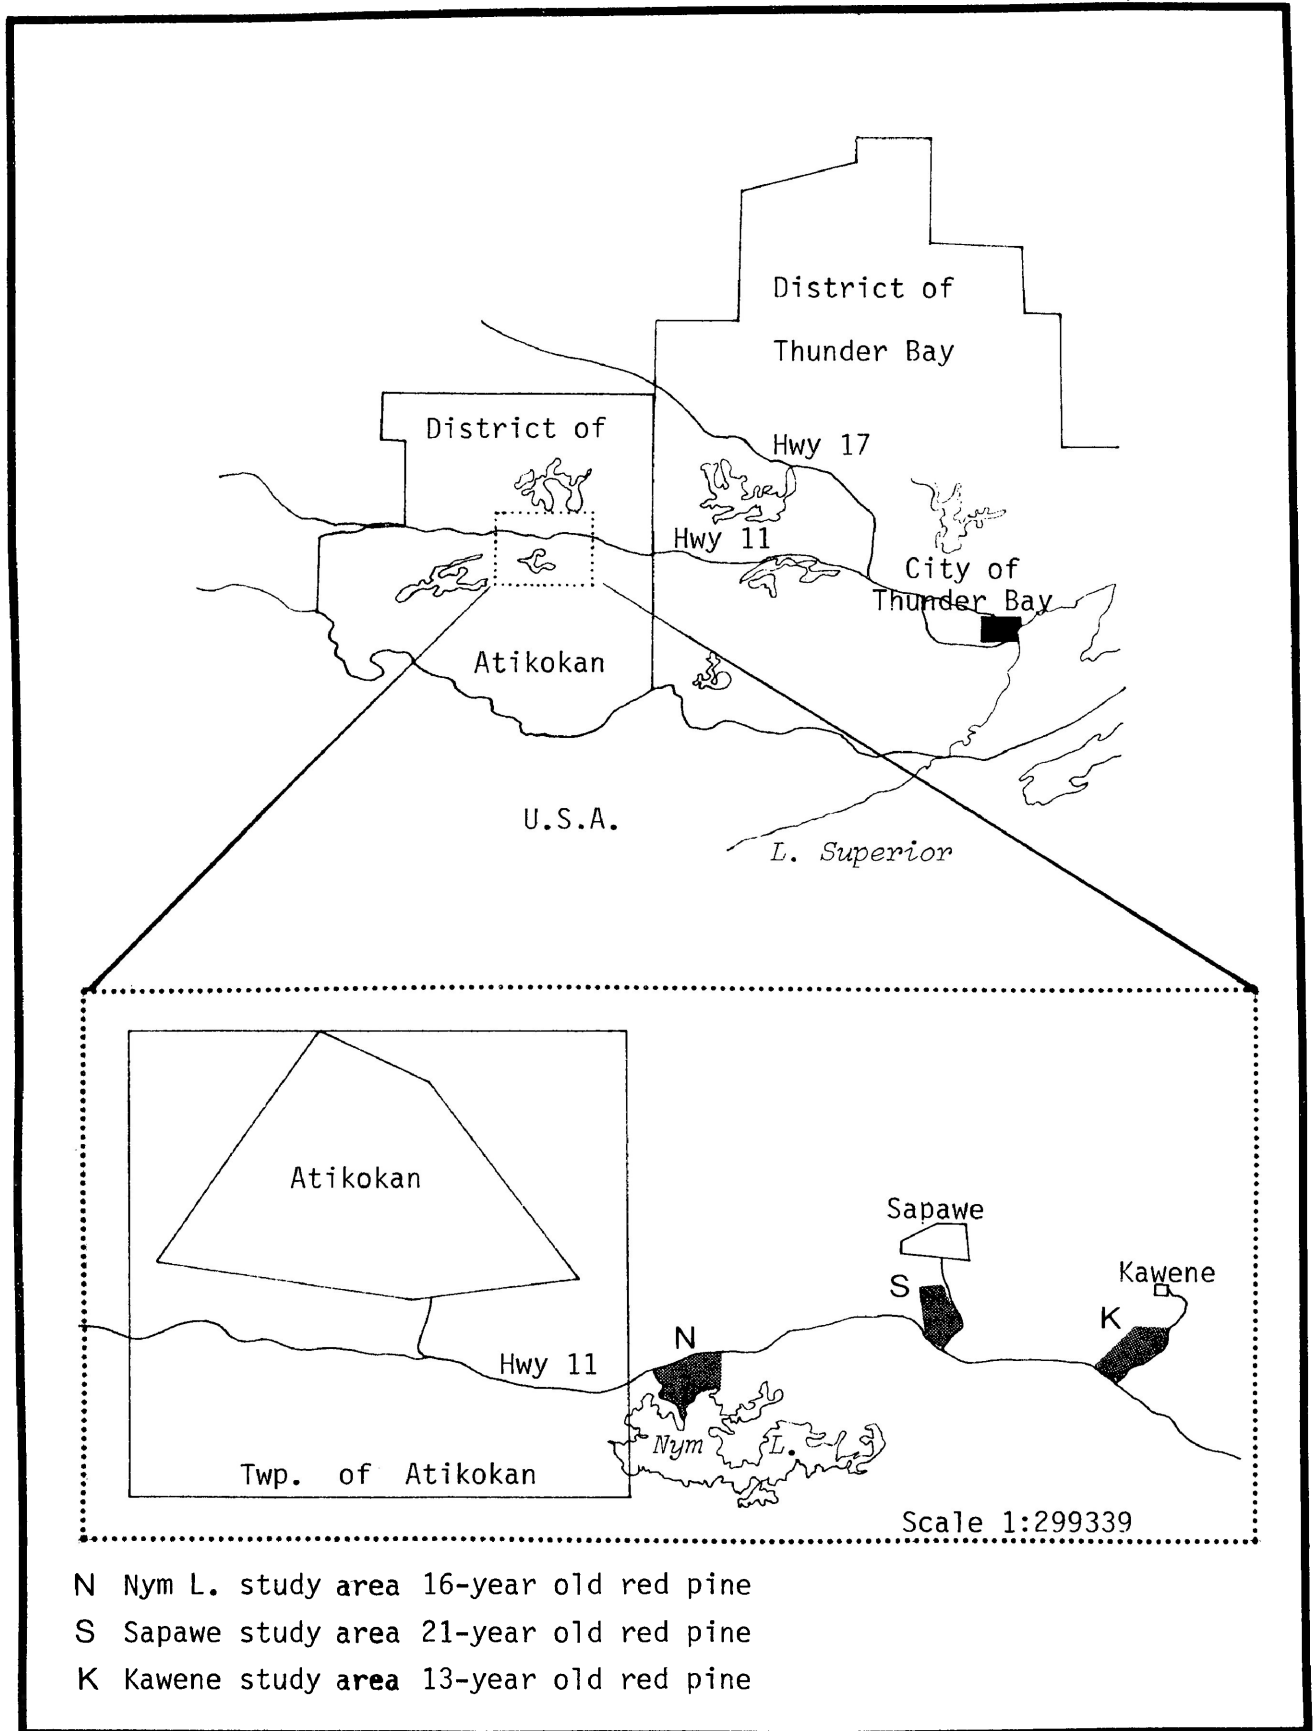 District of
Thunder Bay
District of
Hwy 17
Hwy 11
City of
Thunder Bay
Atikokan
U.S.A.
L. Superior
Atikokan
Sapawe
Kawene
S
K
N
Hwy 11
Nym L.
Twp. of Atikokan
Scale 1:299339
N Nym L. study area 16-year old red pine
S Sapawe study area 21-year old red pine
K Kawene study area 13-year old red pine